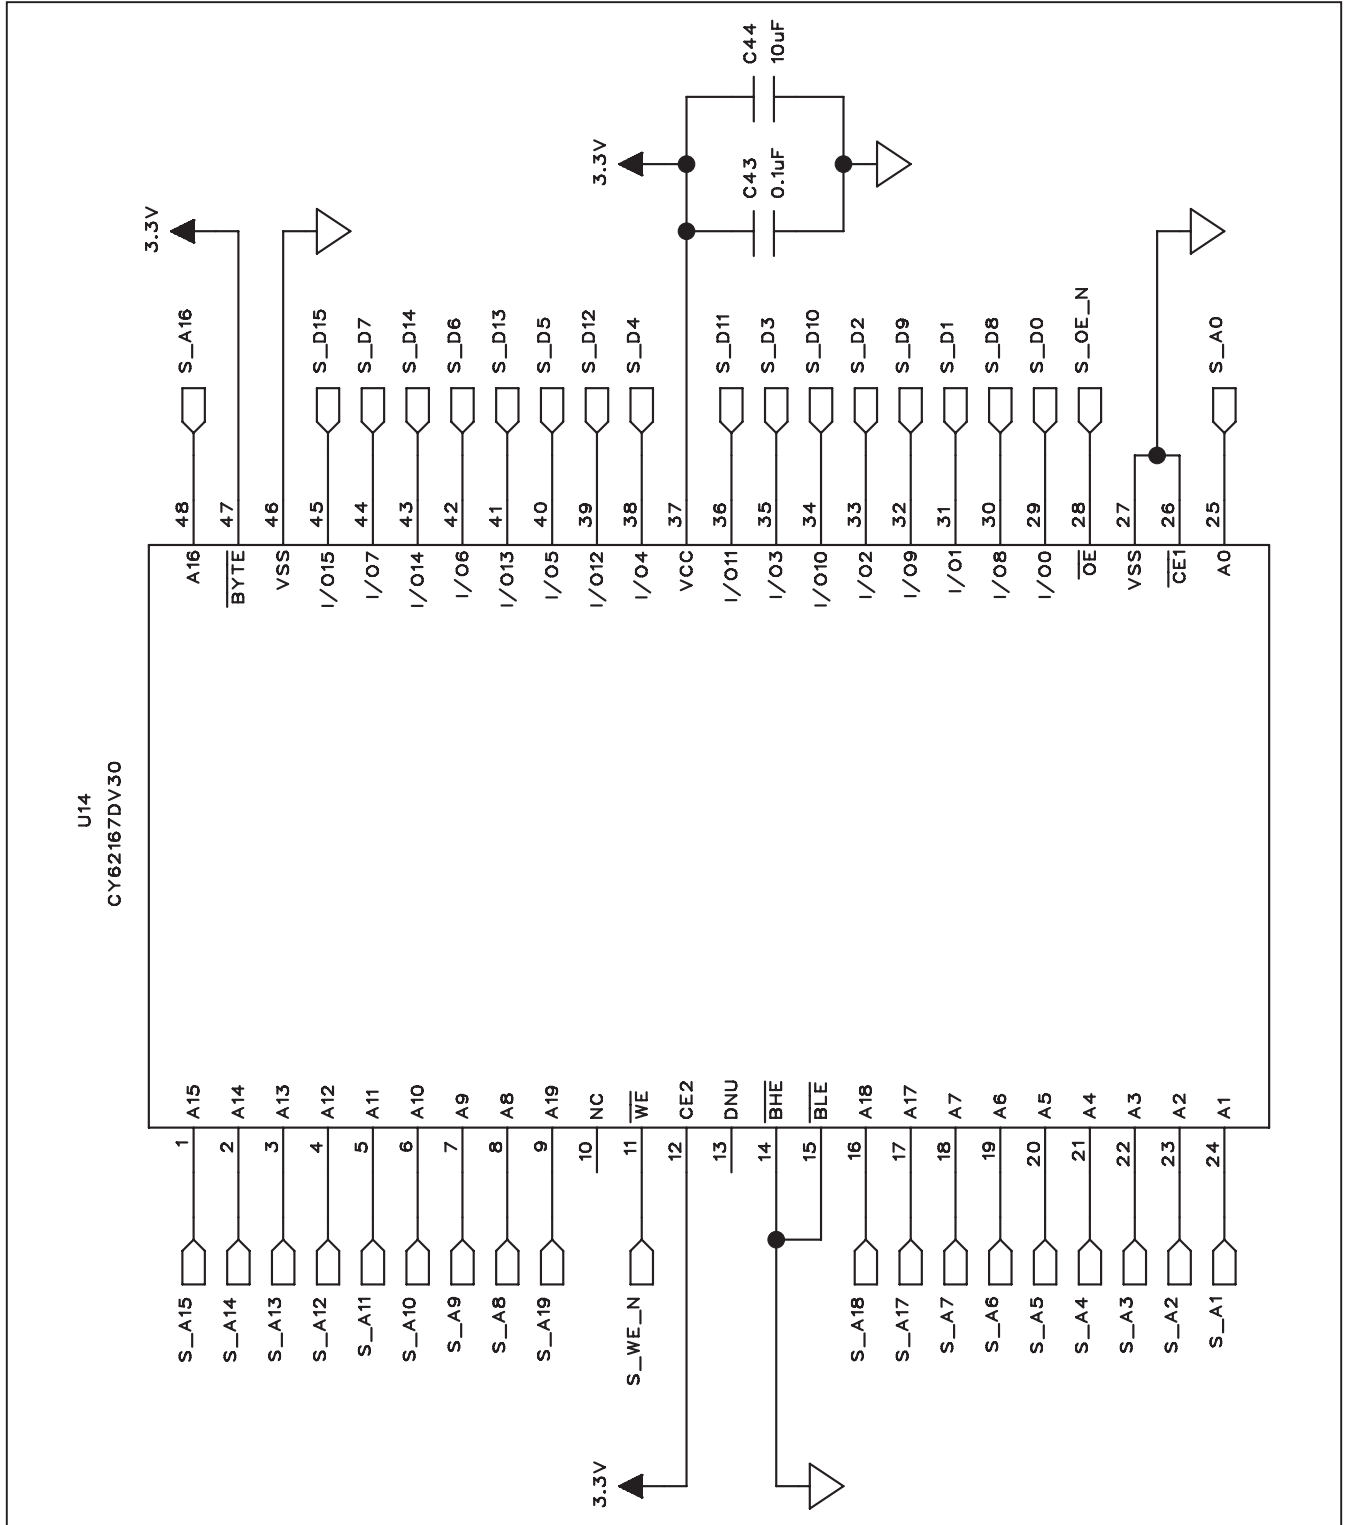 U14
CY62167DV30
S_A15 1 A15
S_A14 2 A14
S_A13 3 A13
S_A12 4 A12
S_A11 5 A11
S_A10 6 A10
S_A9 7 A9
S_A8 8 A8
S_A19 9 A19
10 NC
S_WE_N 11 WE
3.3V
12 CE2
13 DNU
14 BHE
15 BLE
S_A18 16 A18
S_A17 17 A17
S_A7 18 A7
S_A6 19 A6
S_A5 20 A5
S_A4 21 A4
S_A3 22 A3
S_A2 23 A2
S_A1 24 A1
A16 48 S_A16
3.3V
BYTE 47
VSS 46
I/O15 45 S_D15
I/O7 44 S_D7
I/O14 43 S_D14
I/O6 42 S_D6
I/O13 41 S_D13
I/O5 40 S_D5
I/O12 39 S_D12
I/O4 38 S_D4
VCC 37
3.3V
C43
0.1uF
C44
10uF
I/O11 36 S_D11
I/O3 35 S_D3
I/O10 34 S_D10
I/O2 33 S_D2
I/O9 32 S_D9
I/O1 31 S_D1
I/O8 30 S_D8
I/O0 29 S_D0
OE 28 S_OE_N
VSS 27
CE1 26
A0 25 S_A0